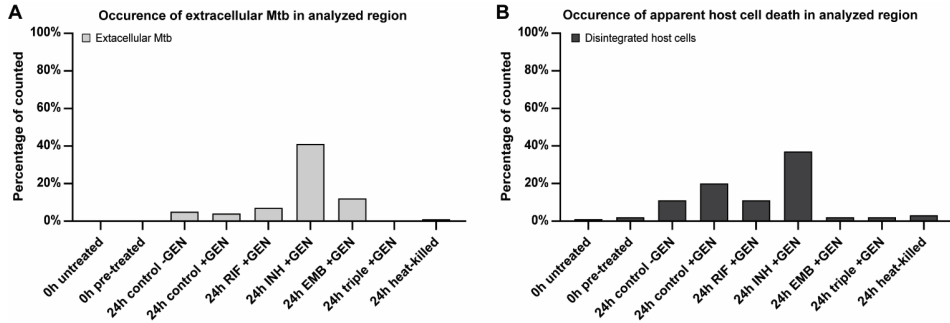 A
Occurence of extracellular Mtb in analyzed region
100%
80%
60%
40%
20%
0%
Percentage of counted
Extacellular Mtb
0h untreated
0h pre-treated
24h control -GEN
24h control +GEN
24h RIF +GEN
24h INH +GEN
24h EMB +GEN
24h triple +GEN
24h heat-killed
B
Occurence of apparent host cell death in analyzed region
100%
80%
60%
40%
20%
0%
Percentage of counted
Disintegrated host cells
0h untreated
0h pre-treated
24h control -GEN
24h control +GEN
24h RIF +GEN
24h INH +GEN
24h EMB +GEN
24h triple +GEN
24h heat-killed